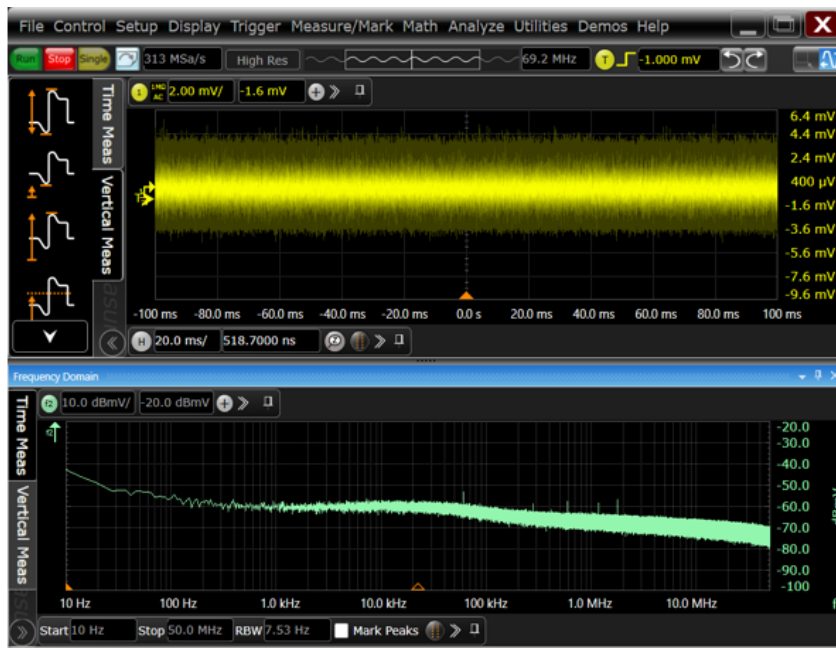 File Control Setup Display Trigger Measure/Mark Math Analyze Utilities Demos Help
Run Stop Single 313 MSa/s High Res 69.2 MHz T -1.000 mV
1 1MΩ AC 2.00 mV/ -1.6 mV
Time Meas
Vertical Meas
6.4 mV
4.4 mV
2.4 mV
400 µV
-1.6 mV
-3.6 mV
-5.6 mV
-7.6 mV
-9.6 mV
-100 ms -80.0 ms -60.0 ms -40.0 ms -20.0 ms 0.0 s 20.0 ms 40.0 ms 60.0 ms 80.0 ms 100 ms
H 20.0 ms/ 518.7000 ns
Frequency Domain
f2 10.0 dBmV/ -20.0 dBmV
Time Meas
Vertical Meas
-20.0
-30.0
-40.0
-50.0
-60.0
-70.0
-80.0
-90.0
-100
10 Hz 100 Hz 1.0 kHz 10.0 kHz 100 kHz 1.0 MHz 10.0 MHz
Start 10 Hz Stop 50.0 MHz RBW 7.53 Hz Mark Peaks